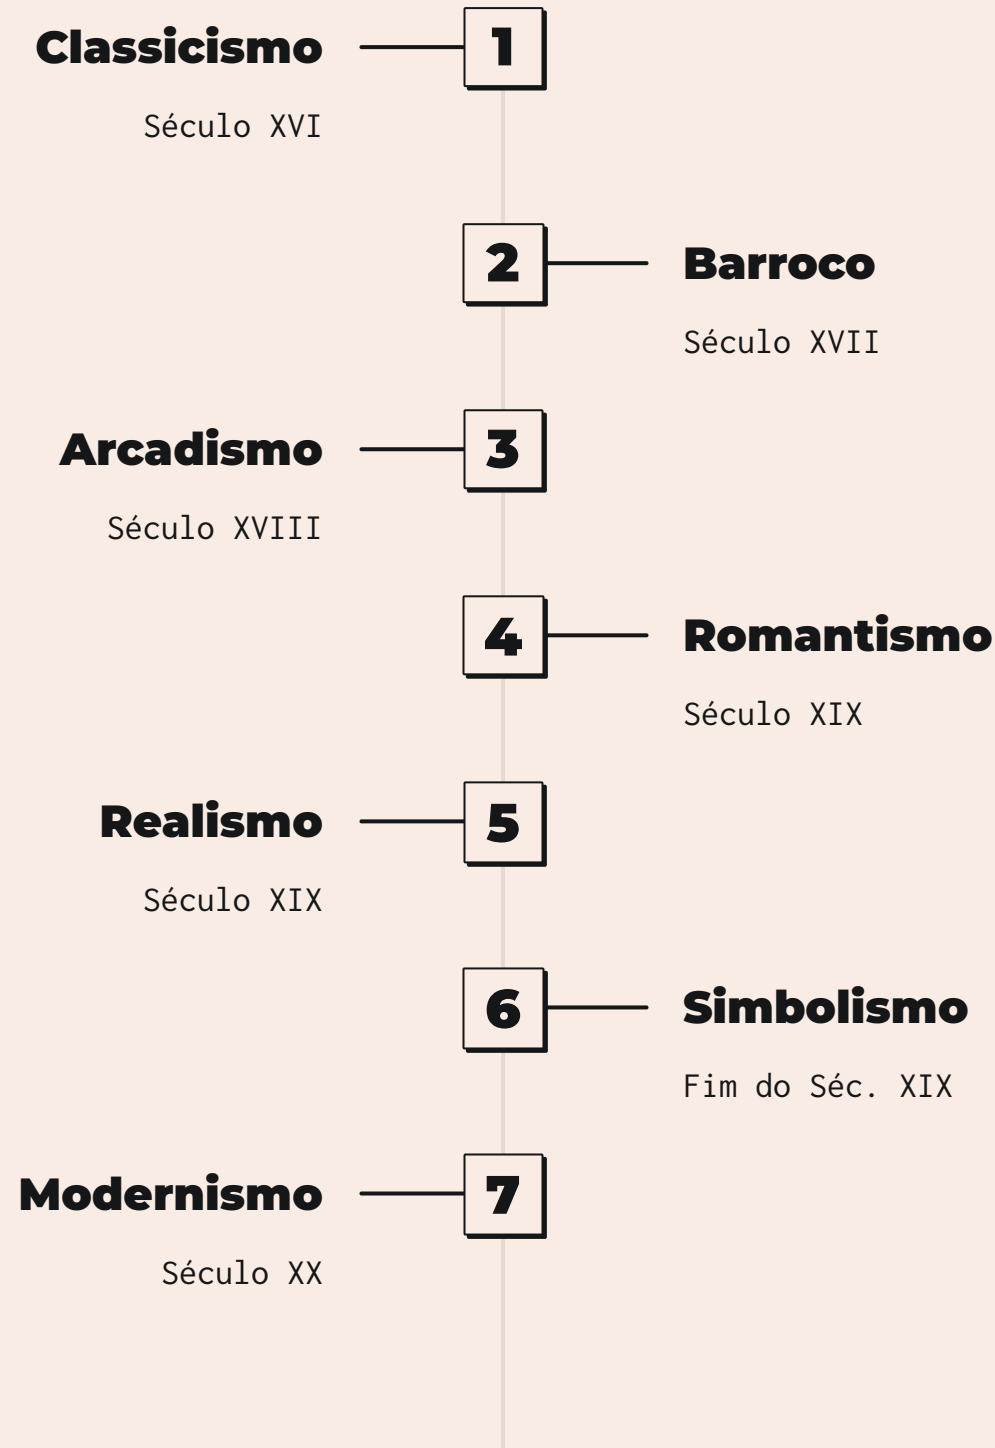 Classicismo
1
Século XVI
2
Barroco
Século XVII
Arcadismo
3
Século XVIII
4
Romantismo
Século XIX
Realismo
5
Século XIX
6
Simbolismo
Fim do Séc. XIX
Modernismo
7
Século XX